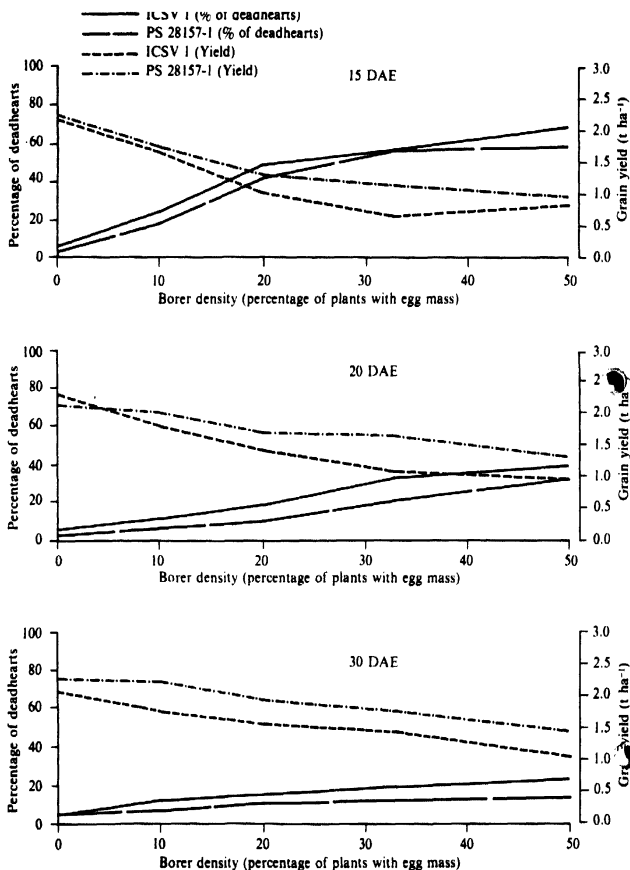 ICSV 1 (% of deadhearts)
PS 28157-1 (% of deadhearts)
ICSV 1 (Yield)
PS 28157-1 (Yield)
15 DAE
Percentage of deadhearts
100
80
60
40
20
0
3.0
2.5
2.0
1.5
1.0
0.5
0.0
Grain yield (t ha⁻¹)
0 10 20 30 40 50
Borer density (percentage of plants with egg mass)
20 DAE
Percentage of deadhearts
100
80
60
40
20
0
3.0
2
2.0
1.5
1.0
0.5
0.0
Grain yield (t ha
0 10 20 30 40 50
Borer density (percentage of plants with egg mass)
30 DAE
Percentage of deadhearts
100
80
60
40
20
0
3.0
2.5
2.0
1.5
1.0
0.5
0.0
yield (t ha⁻¹)
0 10 20 30 40 50
Borer density (percentage of plants with egg mass)